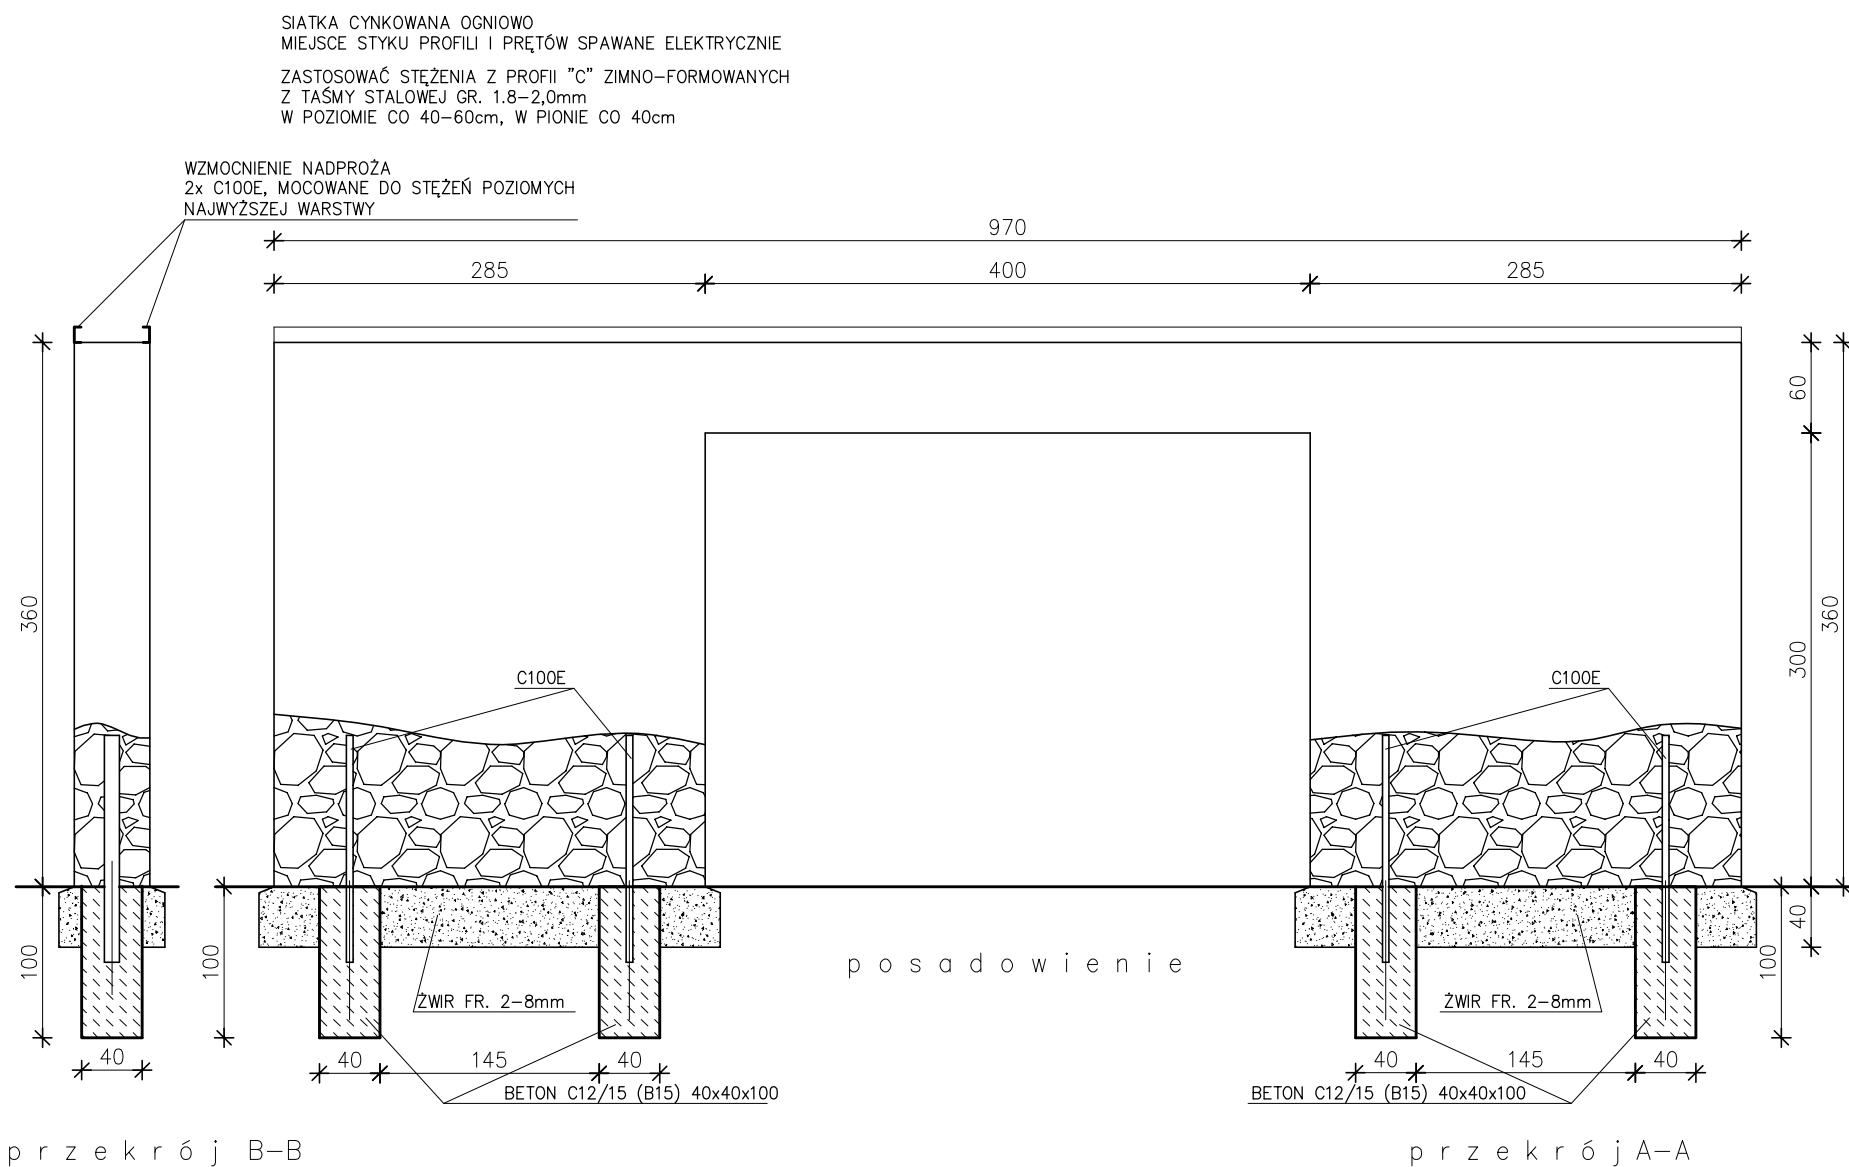 SIATKA CYNKOWANA OGNIOWO
MIEJSCE STYKU PROFILI I PRĘTÓW SPAWANE ELEKTRYCZNIE
ZASTOSOWAĆ STĘŻENIA Z PROFII "C" ZIMNO-FORMOWANYCH
Z TAŚMY STALOWEJ GR. 1.8-2,0mm
W POZIOMIE CO 40-60cm, W PIONIE CO 40cm
WZMOCNIENIE NADPROŻA
2x C100E, MOCOWANE DO STĘŻEŃ POZIOMYCH
NAJWYŻSZEJ WARSTWY
970
285 400 285
60
360
360
300
C100E
C100E
40
100
100
100
posadowienie
ŻWIR FR. 2-8mm
ŻWIR FR. 2-8mm
40
40 145 40
40 145 40
BETON C12/15 (B15) 40x40x100
BETON C12/15 (B15) 40x40x100
przekrój B-B
przekrój A-A